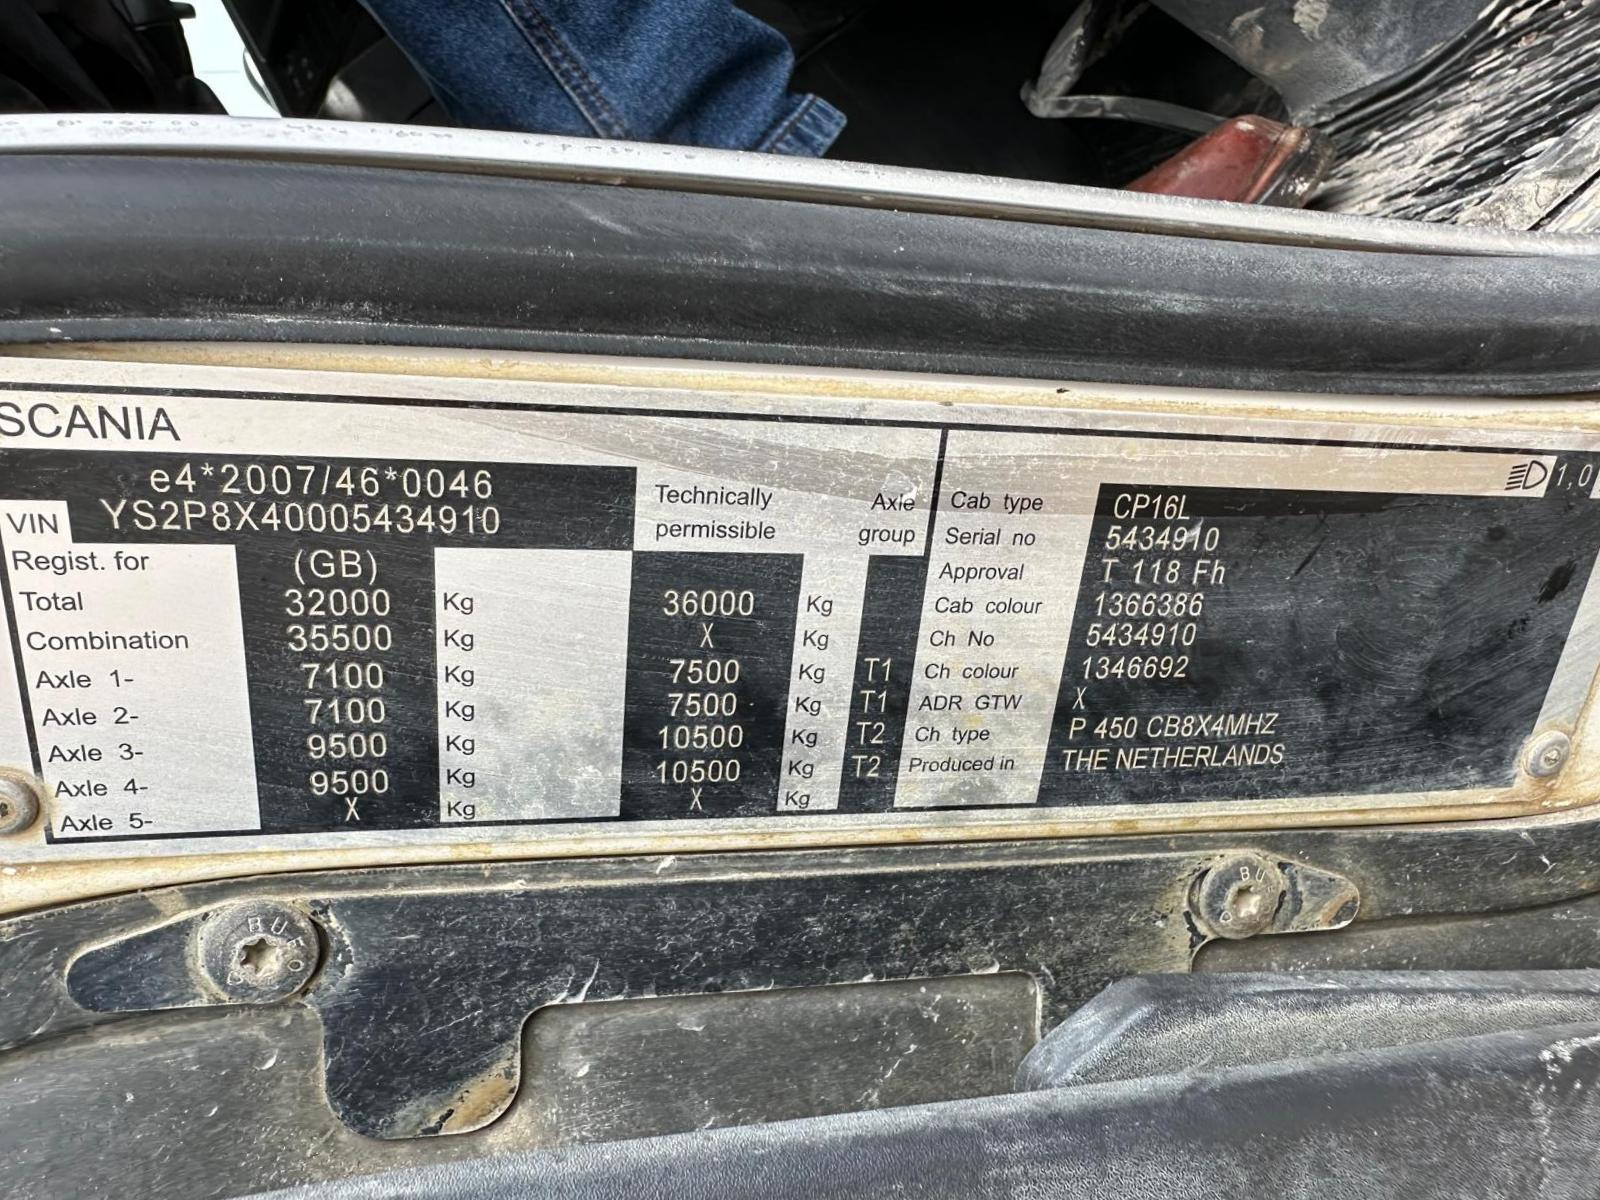 SCANIA
e4*2007/46*0046
VIN YS2P8X40005434910
Technically permissible
Axle group
Regist. for (GB)
Total 32000 Kg 36000 Kg
Combination 35500 Kg X Kg
Axle 1- 7100 Kg 7500 Kg T1
Axle 2- 7100 Kg 7500 Kg T1
Axle 3- 9500 Kg 10500 Kg T2
Axle 4- 9500 Kg 10500 Kg T2
Axle 5- X Kg X Kg
1,0
Cab type CP16L
Serial no 5434910
Approval T 118 Fh
Cab colour 1366386
Ch No 5434910
Ch colour 1346692
ADR GTW X
Ch type P 450 CB8X4MHZ
Produced in THE NETHERLANDS
BUFO